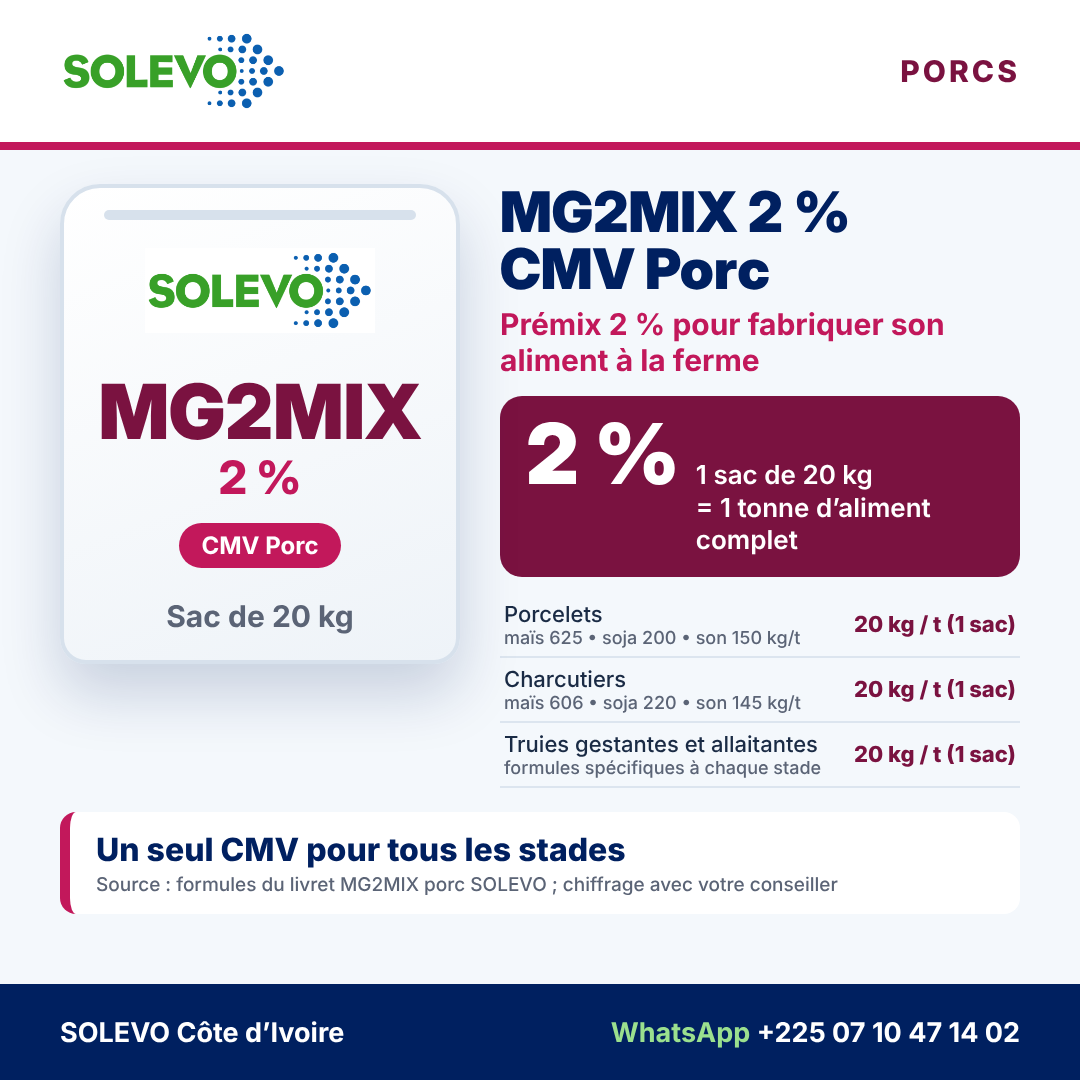 SOLEVO
PORCS
SOLEVO
MG2MIX
2 %
CMV Porc
Sac de 20 kg
MG2MIX 2 %
CMV Porc
Prémix 2 % pour fabriquer son
aliment à la ferme
2 %
1 sac de 20 kg
= 1 tonne d’aliment
complet
Porcelets
maïs 625 • soja 200 • son 150 kg/t
20 kg / t (1 sac)
Charcutiers
maïs 606 • soja 220 • son 145 kg/t
20 kg / t (1 sac)
Truies gestantes et allaitantes
formules spécifiques à chaque stade
20 kg / t (1 sac)
Un seul CMV pour tous les stades
Source : formules du livret MG2MIX porc SOLEVO ; chiffrage avec votre conseiller
SOLEVO Côte d’Ivoire
WhatsApp +225 07 10 47 14 02